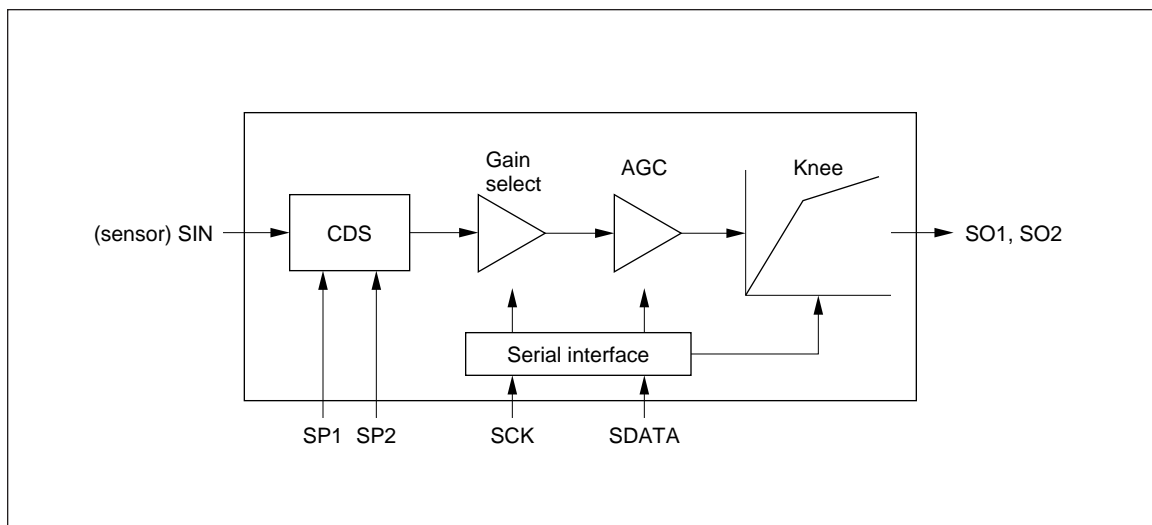 Gain
select
AGC
Knee
(sensor) SIN
CDS
SO1, SO2
Serial interface
SP1 SP2 SCK SDATA